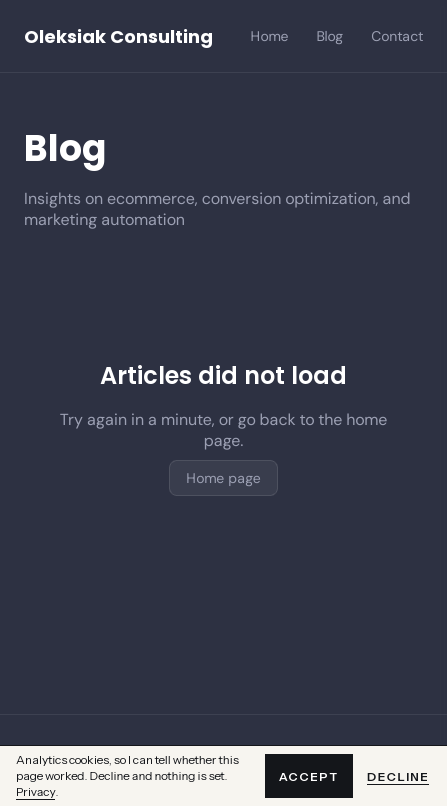 Oleksiak Consulting
Home
Blog
Contact
Blog
Insights on ecommerce, conversion optimization, and
marketing automation
Articles did not load
Try again in a minute, or go back to the home
page.
Home page
Analytics cookies, so I can tell whether this
page worked. Decline and nothing is set.
Privacy.
ACCEPT
DECLINE